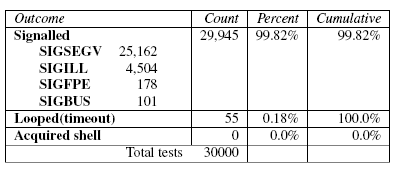 Outcome Count Percent Cumulative
Signalled 29,945 99.82% 99.82%
SIGSEGV 25,162
SIGILL 4,504
SIGFPE 178
SIGBUS 101
Looped(timeout) 55 0.18% 100.0%
Acquired shell 0 0.0% 0.0%
Total tests 30000